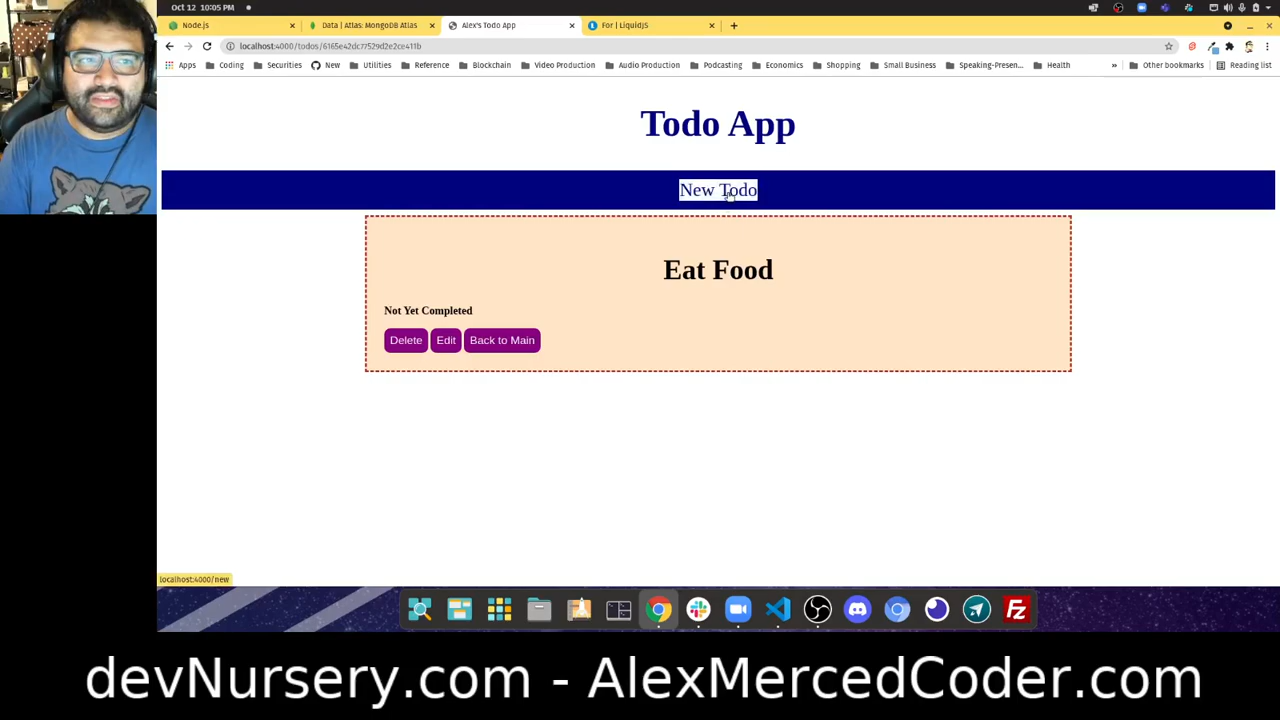 Oct 12 10:05 PM
Node.js
Data | Atlas: MongoDB Atlas
Alex's Todo App
For | LiquidJS
localhost:4000/todos/6165e42dc77529d2e2ce411b
Apps Coding Securities New Utilities Reference Blockchain Video Production Audio Production Podcasting Economics Shopping Small Business Speaking-Presen... Health » Other bookmarks Reading list
Todo App
New Todo
Eat Food
Not Yet Completed
Delete Edit Back to Main
localhost:4000/new
Fz
devNursery.com - AlexMercedCoder.com